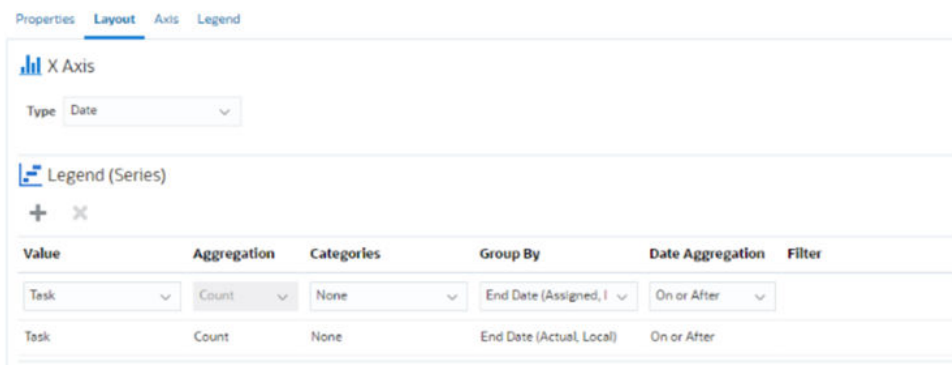 Properties Layout Axis Legend
X Axis
Type Date
Legend (Series)
Value Aggregation Categories Group By Date Aggregation Filter
Task Count None End Date (Assigned, l On or After
Task Count None End Date (Actual, Local) On or After